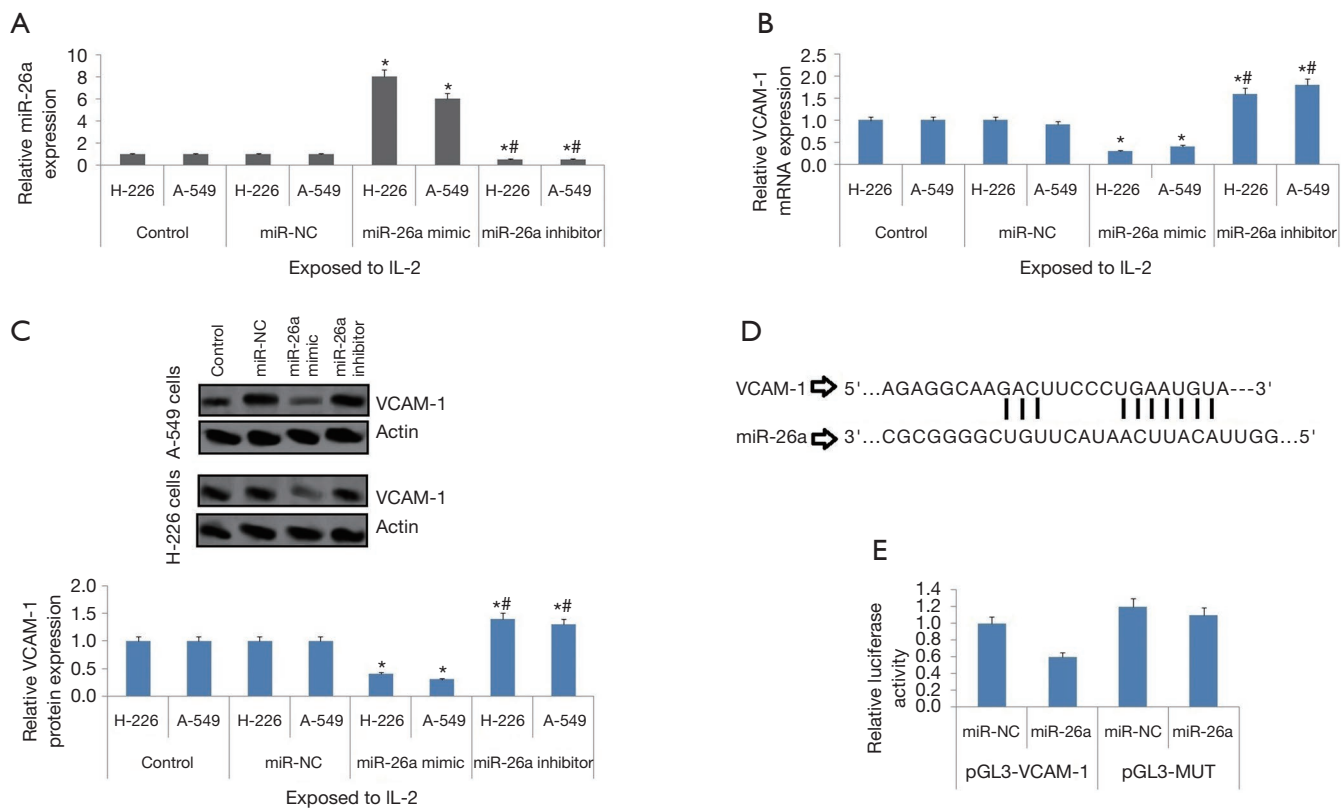 A
Relative miR-26a
expression
10
8
6
4
2
0
*
*
*#
*#
H-226 A-549 H-226 A-549 H-226 A-549 H-226 A-549
Control miR-NC miR-26a mimic miR-26a inhibitor
Exposed to IL-2
B
Relative VCAM-1
mRNA expression
2.5
2.0
1.5
1.0
0.5
0.0
*
*
*#
*#
H-226 A-549 H-226 A-549 H-226 A-549 H-226 A-549
Control miR-NC miR-26a mimic miR-26a inhibitor
Exposed to IL-2
C
Control
miR-NC
miR-26a
mimic
miR-26a
inhibitor
A-549 cells
VCAM-1
Actin
H-226 cells
VCAM-1
Actin
Relative VCAM-1
protein expression
2.0
1.5
1.0
0.5
0.0
*
*
*#
*#
H-226 A-549 H-226 A-549 H-226 A-549 H-226 A-549
Control miR-NC miR-26a mimic miR-26a inhibitor
Exposed to IL-2
D
VCAM-1 5'...AGAGGCAAGACUUCCCUGAAUGUA---3'
miR-26a 3'...CGCGGGGCUGUUCAUAACUUACAUUGG...5'
E
Relative luciferase
activity
1.4
1.2
1.0
0.8
0.6
0.4
0.2
0.0
miR-NC miR-26a miR-NC miR-26a
pGL3-VCAM-1 pGL3-MUT